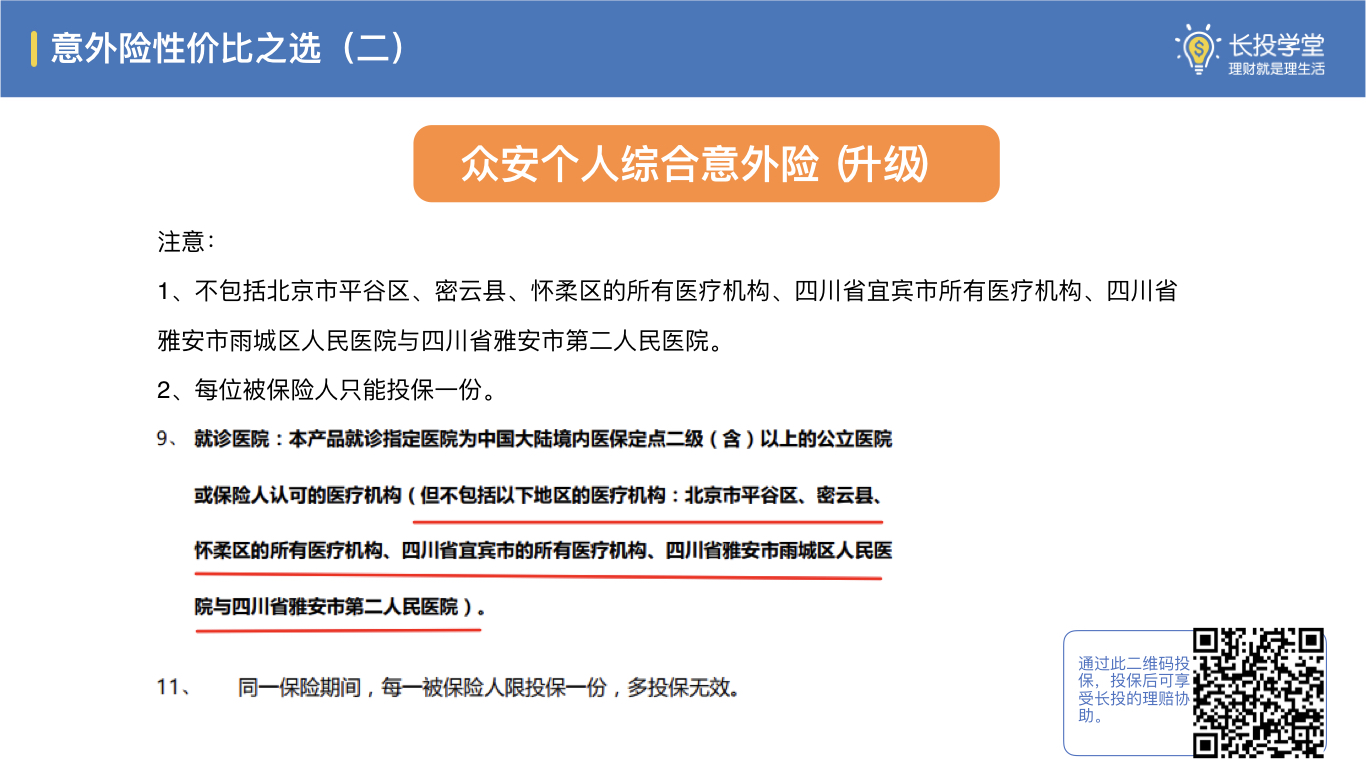 意外险性价比之选（二）
长投学堂
理财就是理生活
众安个人综合意外险（升级）
注意：
1、不包括北京市平谷区、密云县、怀柔区的所有医疗机构、四川省宜宾市所有医疗机构、四川省
雅安市雨城区人民医院与四川省雅安市第二人民医院。
2、每位被保险人只能投保一份。
9、 就诊医院：本产品就诊指定医院为中国大陆境内医保定点二级（含）以上的公立医院
或保险人认可的医疗机构（但不包括以下地区的医疗机构：北京市平谷区、密云县、
怀柔区的所有医疗机构、四川省宜宾市的所有医疗机构、四川省雅安市雨城区人民医
院与四川省雅安市第二人民医院）。
11、 同一保险期间，每一被保险人限投保一份，多投保无效。
通过此二维码投
保，投保后可享
受长投的理赔协
助。